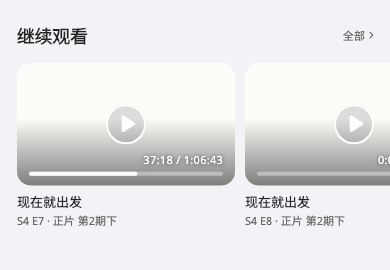 继续观看
全部
37:18 / 1:06:43
现在就出发
S4 E7 · 正片 第2期下
现在就出发
S4 E8 · 正片 第2期下